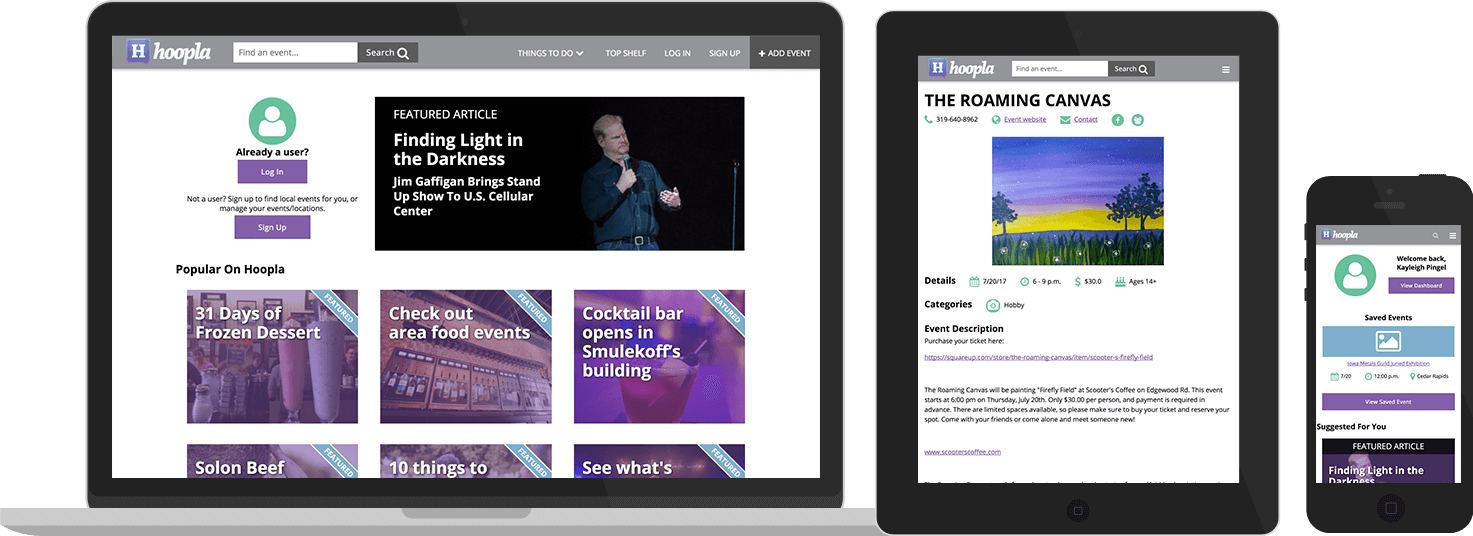 H hoopla
Find an event...
Search
THINGS TO DO
TOP SHELF
LOG IN
SIGN UP
+ ADD EVENT
Already a user?
Log In
Not a user? Sign up to find local events for you, or
manage your events/locations.
Sign Up
FEATURED ARTICLE
Finding Light in
the Darkness
Jim Gaffigan Brings Stand
Up Show To U.S. Cellular
Center
Popular On Hoopla
31 Days of
Frozen Dessert
FEATURED
Check out
area food events
FEATURED
Cocktail bar
opens in
Smulekoff's
building
FEATURED
Solon Beef
FEATURED
10 things to
FEATURED
See what's
FEATURED
H hoopla
Find an event...
Search
THE ROAMING CANVAS
319-640-8962
Event website
Contact
Details
7/20/17
6 - 9 p.m.
$ $30.0
Ages 14+
Categories
Hobby
Event Description
Purchase your ticket here:
https://squareup.com/store/the-roaming-canvas/item/scooter-s-firefly-field
The Roaming Canvas will be painting "Firefly Field" at Scooter's Coffee on Edgewood Rd. This event
starts at 6:00 pm on Thursday, July 20th. Only $30.00 per person, and payment is required in
advance. There are limited spaces available, so please make sure to buy your ticket and reserve your
spot. Come with your friends or come alone and meet someone new!
www.scooterscoffee.com
H hoopla
Welcome back,
Kayleigh Pingel
View Dashboard
Saved Events
Iowa Metals Guild Juried Exhibition
7/20
12:00 p.m.
Cedar Rapids
View Saved Event
Suggested For You
FEATURED ARTICLE
Finding Light in the
Darkness